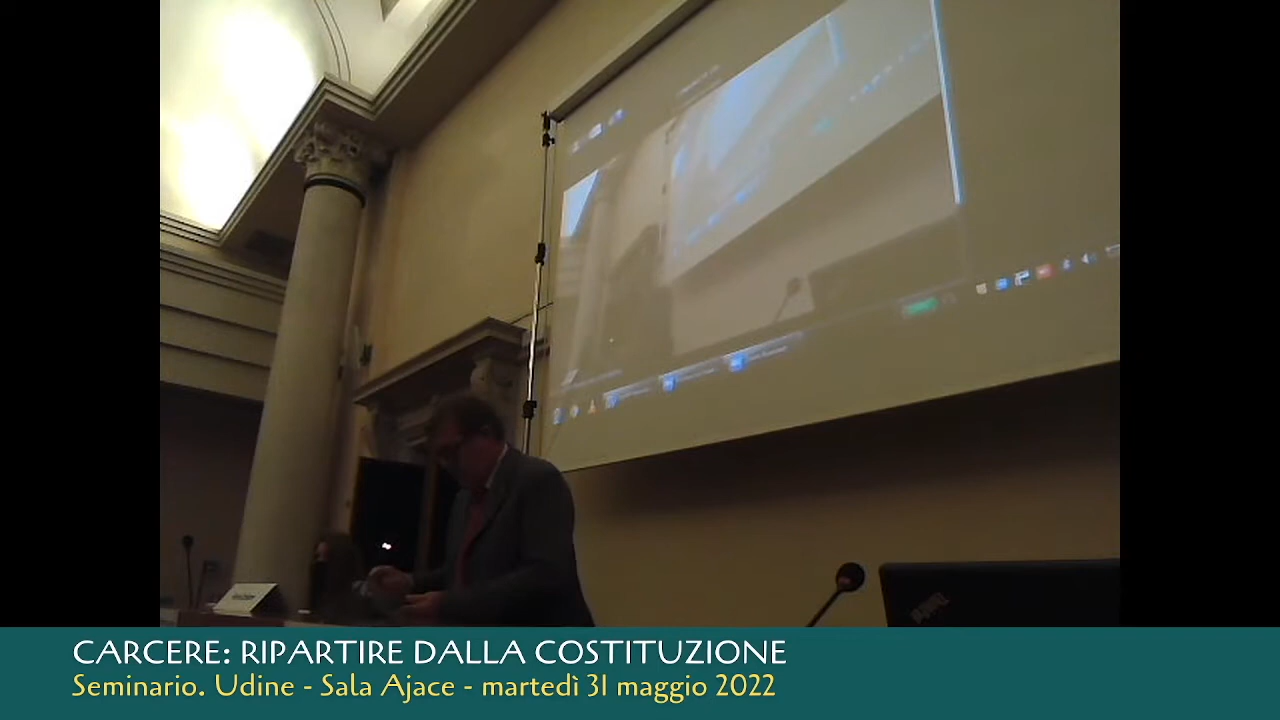 CARCERE: RIPARTIRE DALLA COSTITUZIONE
Seminario. Udine - Sala Ajace - martedì 31 maggio 2022